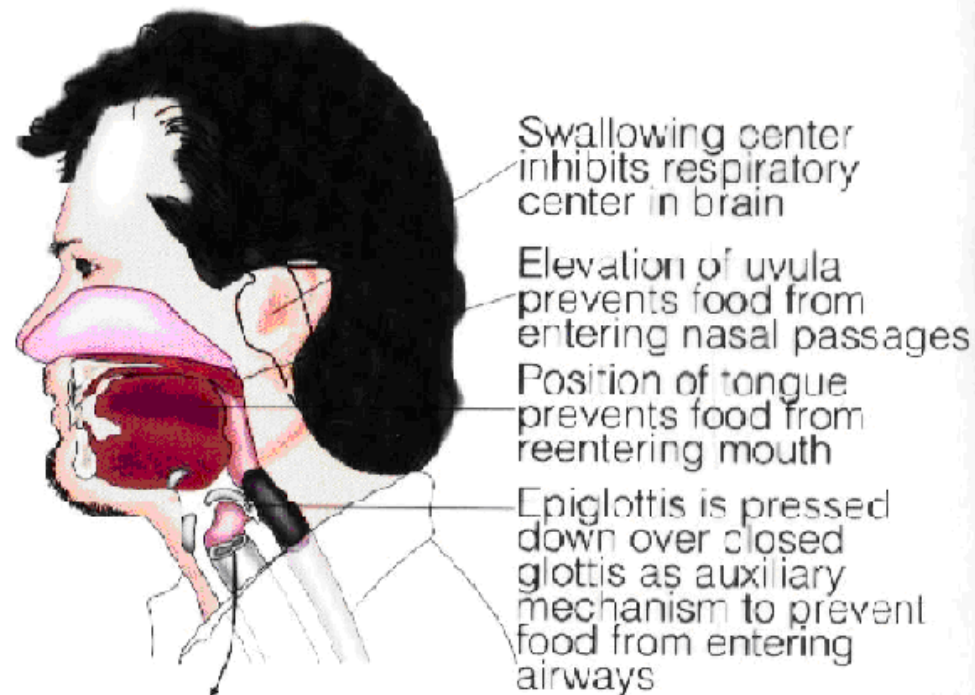 Swallowing center
inhibits respiratory
center in brain
Elevation of uvula
prevents food from
entering nasal passages
Position of tongue
prevents food from
reentering mouth
Epiglottis is pressed
down over closed
glottis as auxiliary
mechanism to prevent
food from entering
airways